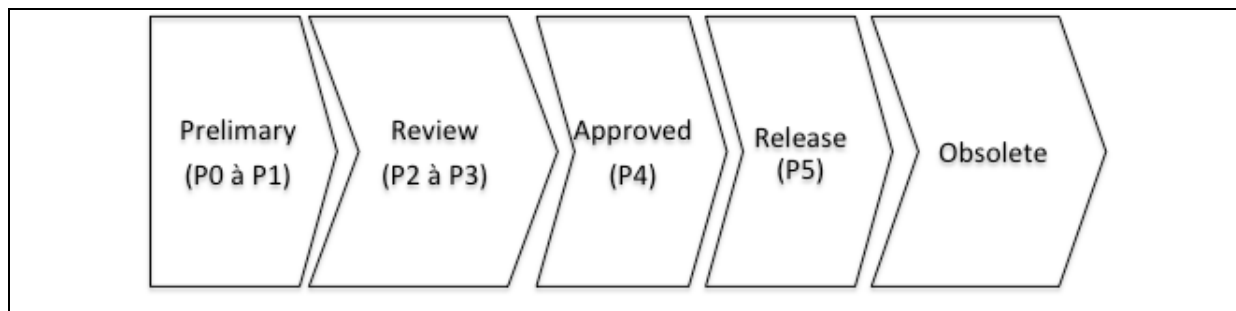 Prelimary
(P0 à P1)
Review
(P2 à P3)
Approved
(P4)
Release
(P5)
Obsolete